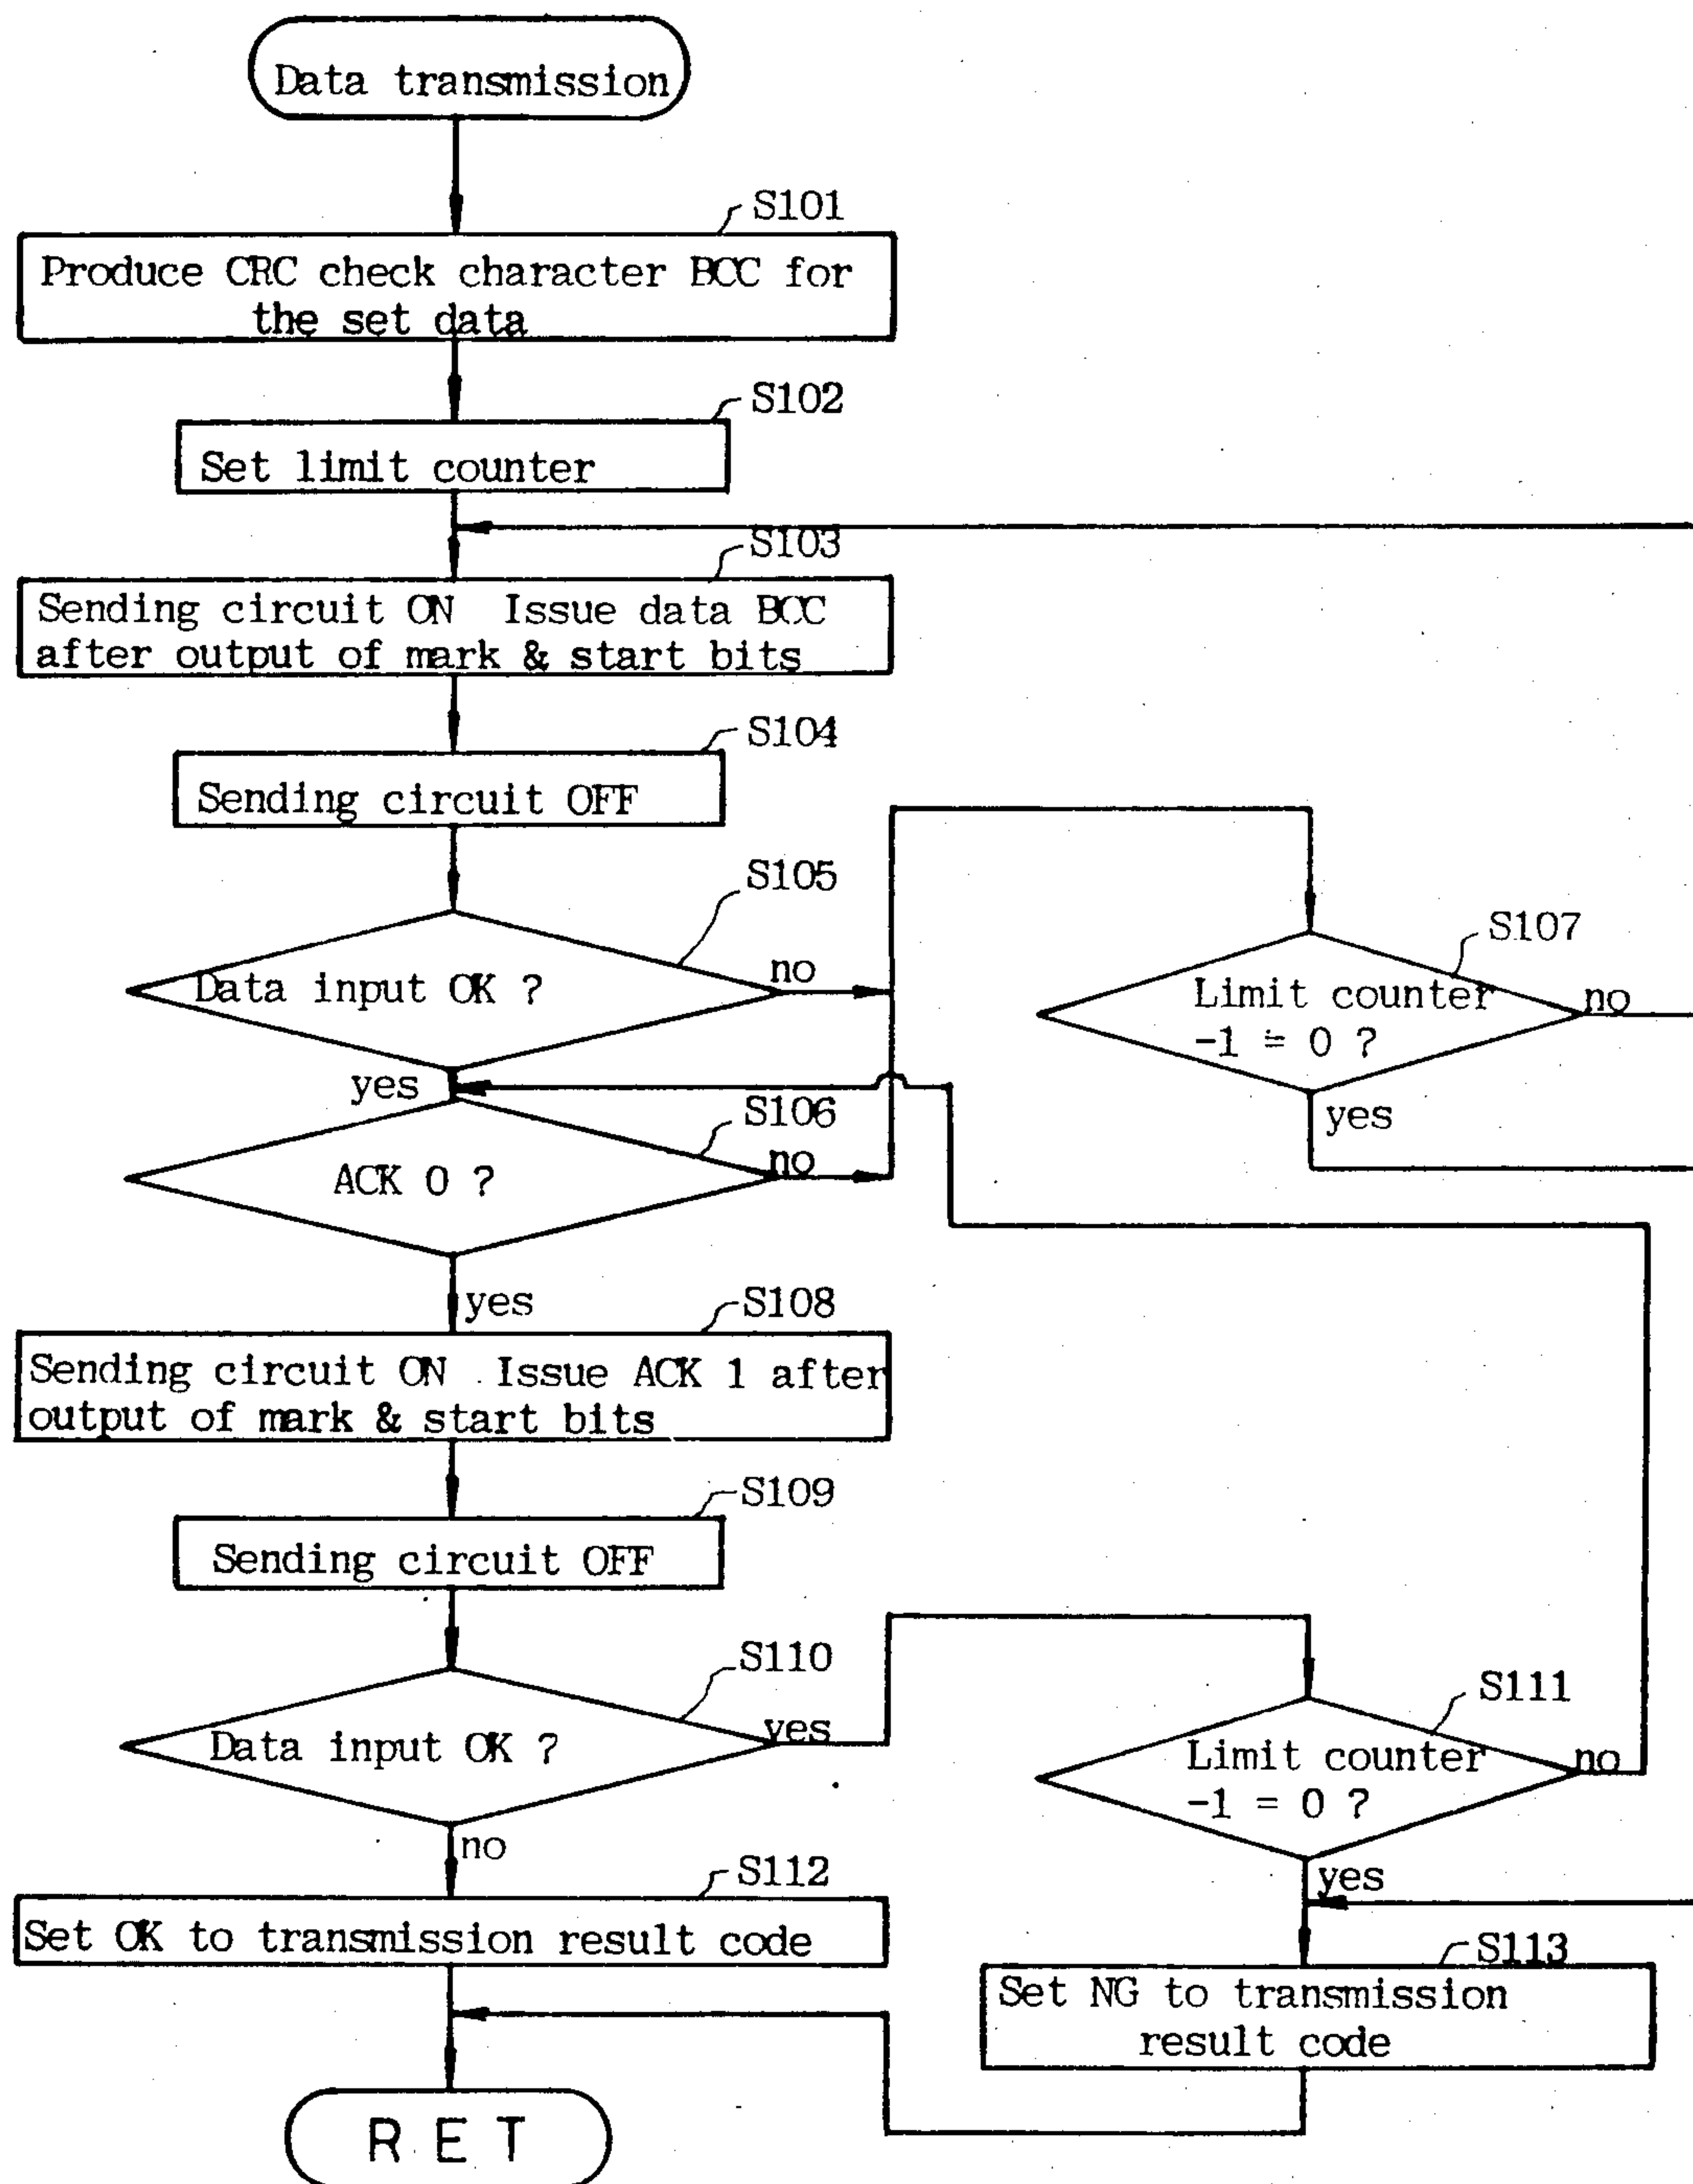 Data transmission
S101
Produce CRC check character BCC for
the set data
S102
Set limit counter
S103
Sending circuit ON Issue data BCC
after output of mark & start bits
S104
Sending circuit OFF
S105
Data input OK ?
no
yes
S107
Limit counter
-1 = 0 ?
no
yes
S106
ACK 0 ?
no
yes
S108
Sending circuit ON Issue ACK 1 after
output of mark & start bits
S109
Sending circuit OFF
S110
Data input OK ?
yes
no
S111
Limit counter
-1 = 0 ?
no
yes
S112
Set OK to transmission result code
S113
Set NG to transmission
result code
RET